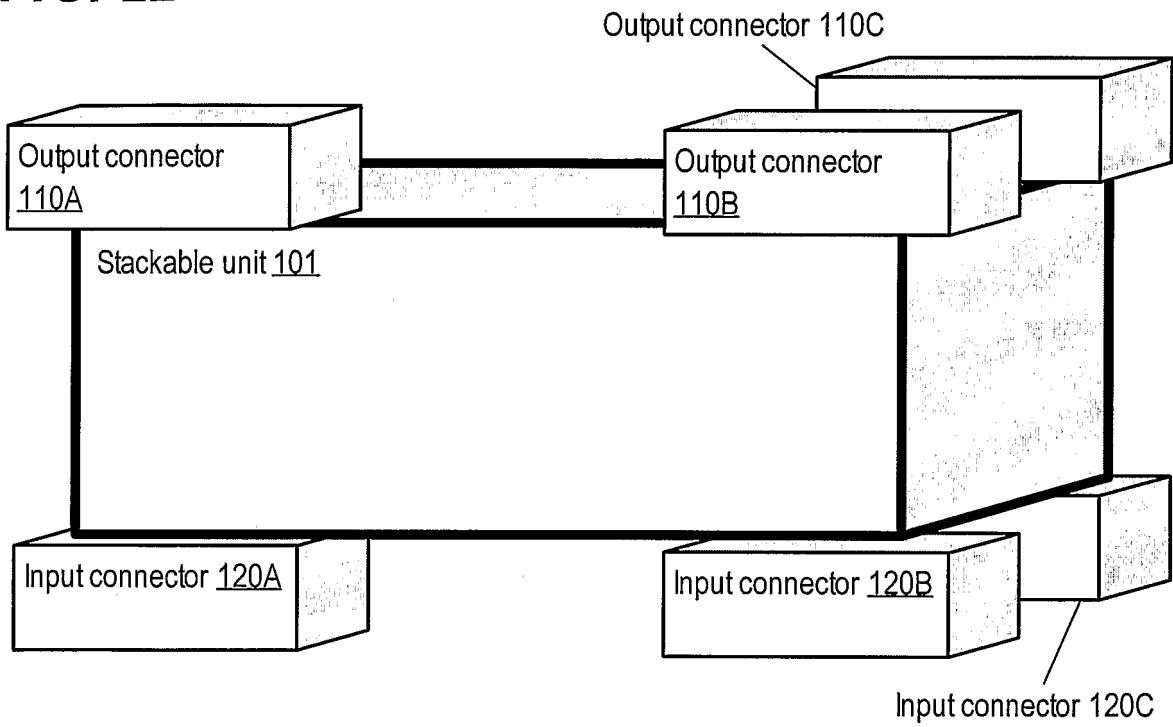 Output connector 110C
Output connector
110A
Output connector
110B
Stackable unit 101
Input connector 120A
Input connector 120B
Input connector 120C